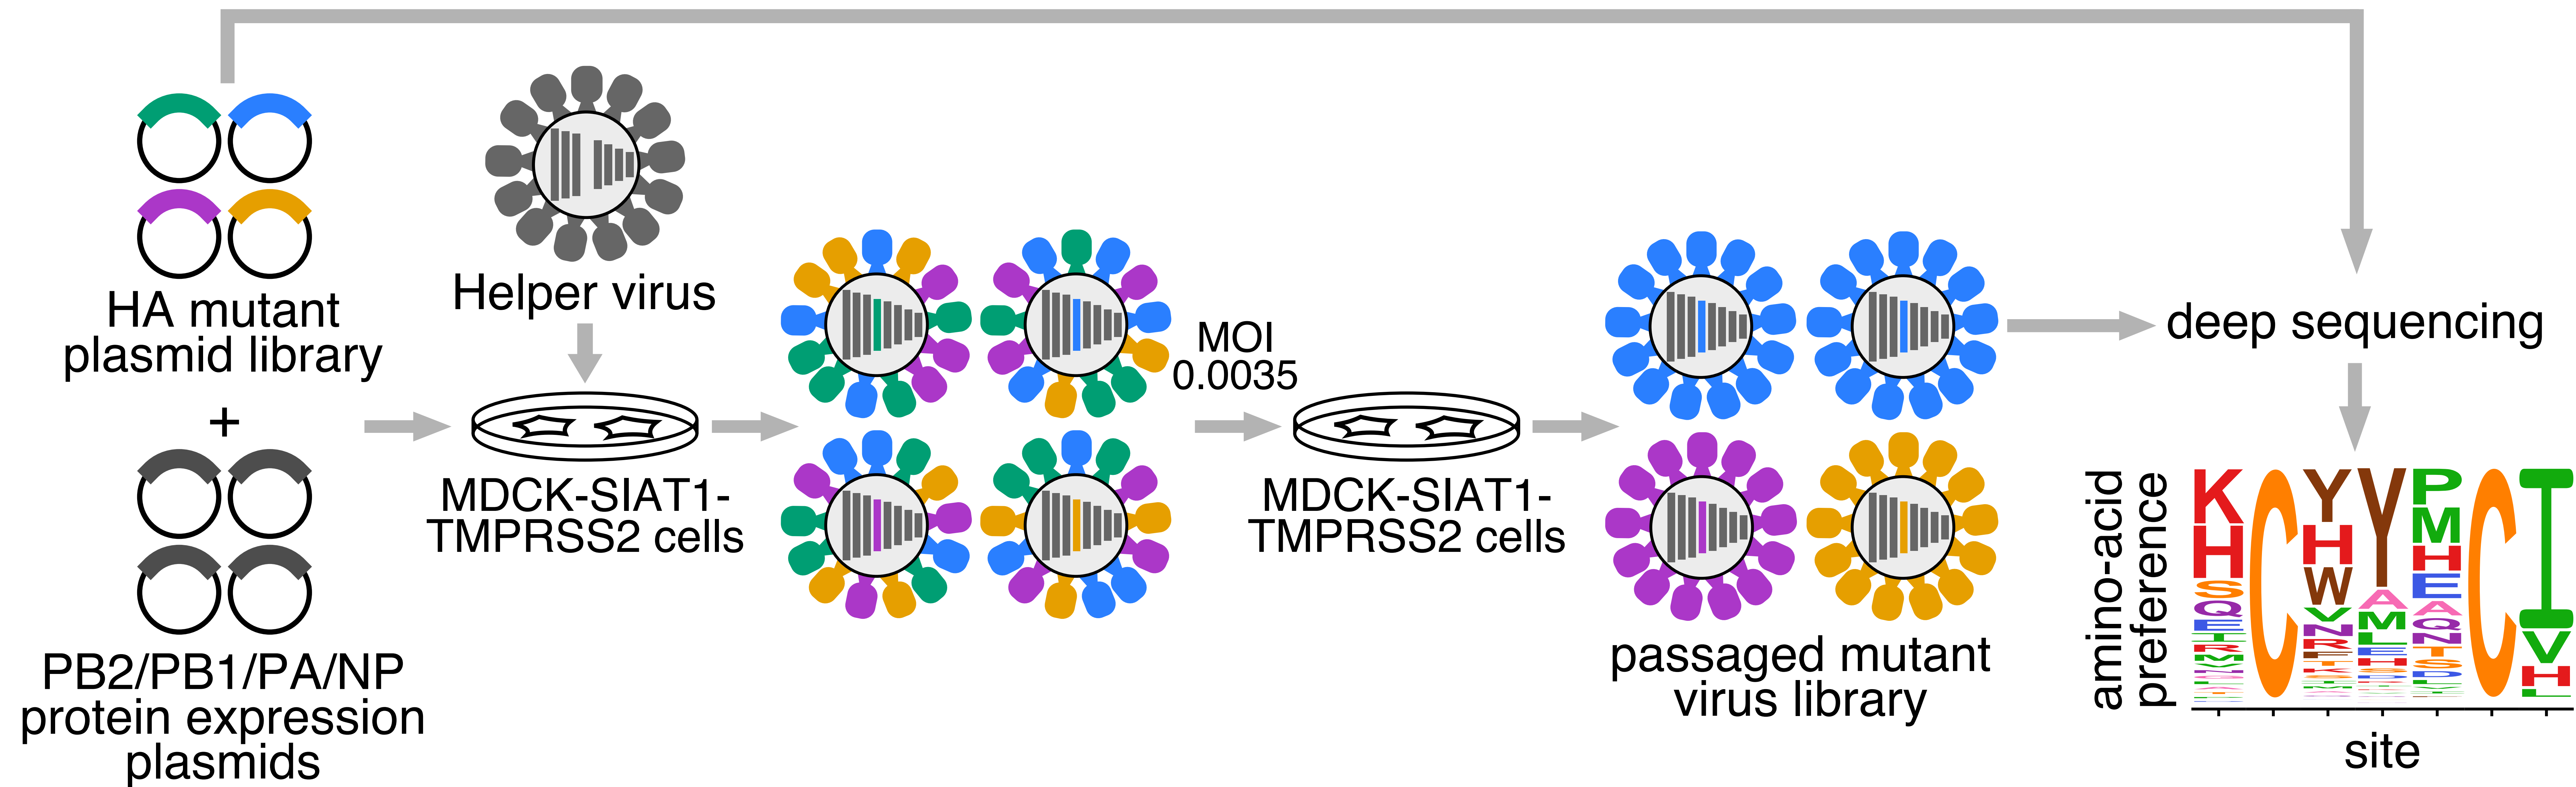 HA mutant
plasmid library
+
PB2/PB1/PA/NP
protein expression
plasmids
Helper virus
MDCK-SIAT1-
TMPRSS2 cells
MOI
0.0035
MDCK-SIAT1-
TMPRSS2 cells
passaged mutant
virus library
deep sequencing
amino-acid
preference
K C Y Y P C I
H H M V
S W A H H
Q V M E L
E N L A
site